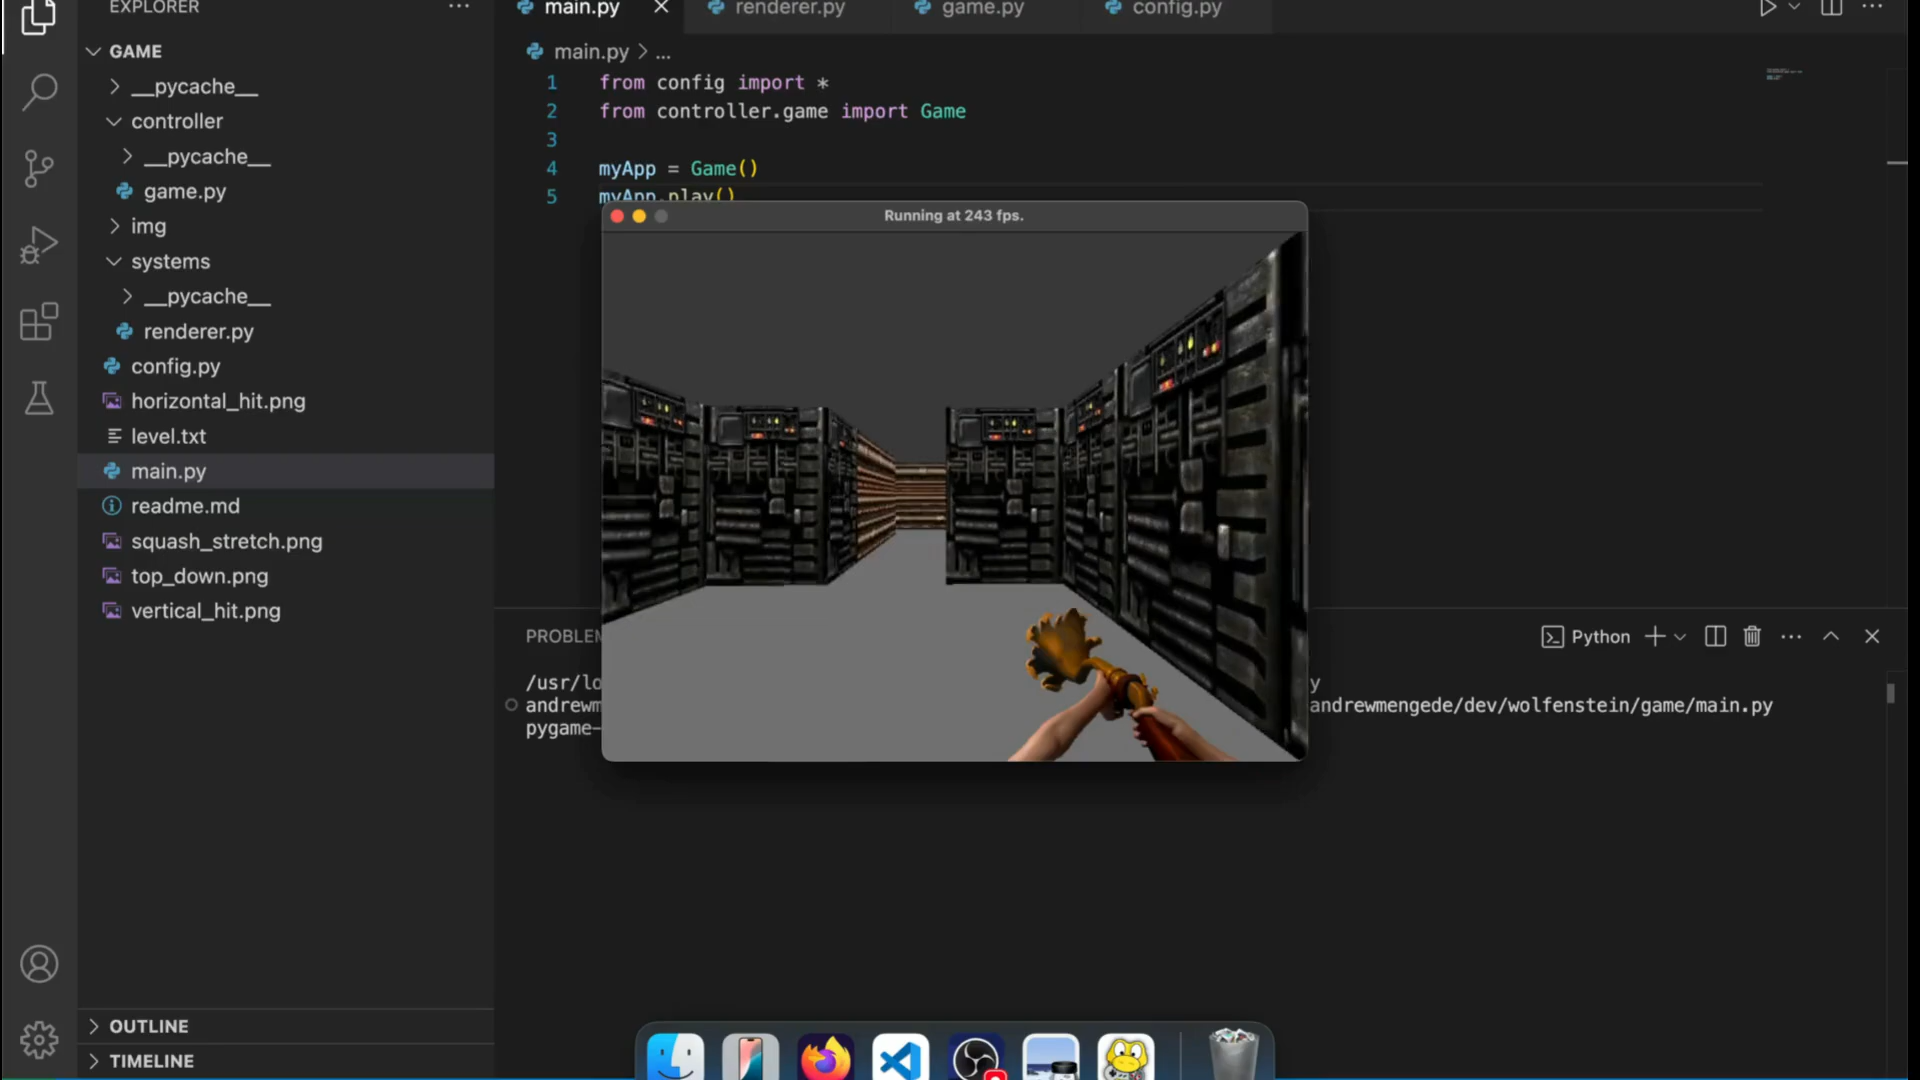 EXPLORER
GAME
__pycache__
controller
__pycache__
game.py
img
systems
__pycache__
renderer.py
config.py
horizontal_hit.png
level.txt
main.py
readme.md
squash_stretch.png
top_down.png
vertical_hit.png
OUTLINE
TIMELINE
main.py renderer.py game.py config.py
main.py > ...
1 from config import *
2 from controller.game import Game
3
4 myApp = Game()
5 myApp.play()
Running at 243 fps.
PROBLEM
Python
/usr/lo y
andrewm andrewmengede/dev/wolfenstein/game/main.py
pygame-